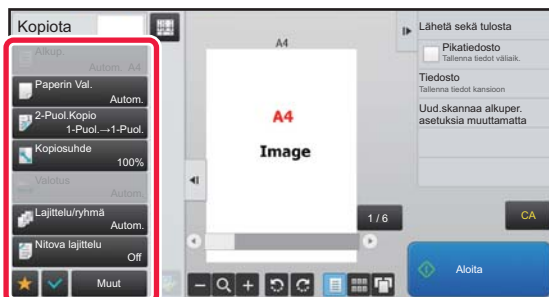 Kopiota
Alkup.
Autom. A4
Paperin Val.
Autom.
2-Puol.Kopio
1-Puol.→1-Puol.
Kopiosuhde
100%
Valotus
Autom.
Lajittelu/ryhmä
Autom.
Nitova lajittelu
Off
Muut
A4
A4
Image
1 / 6
Lähetä sekä tulosta
Pikatiedosto
Tallenna tiedot väliaik.
Tiedosto
Tallenna tiedot kansioon
Uud.skannaa alkuper.
asetuksia muuttamatta
CA
Aloita